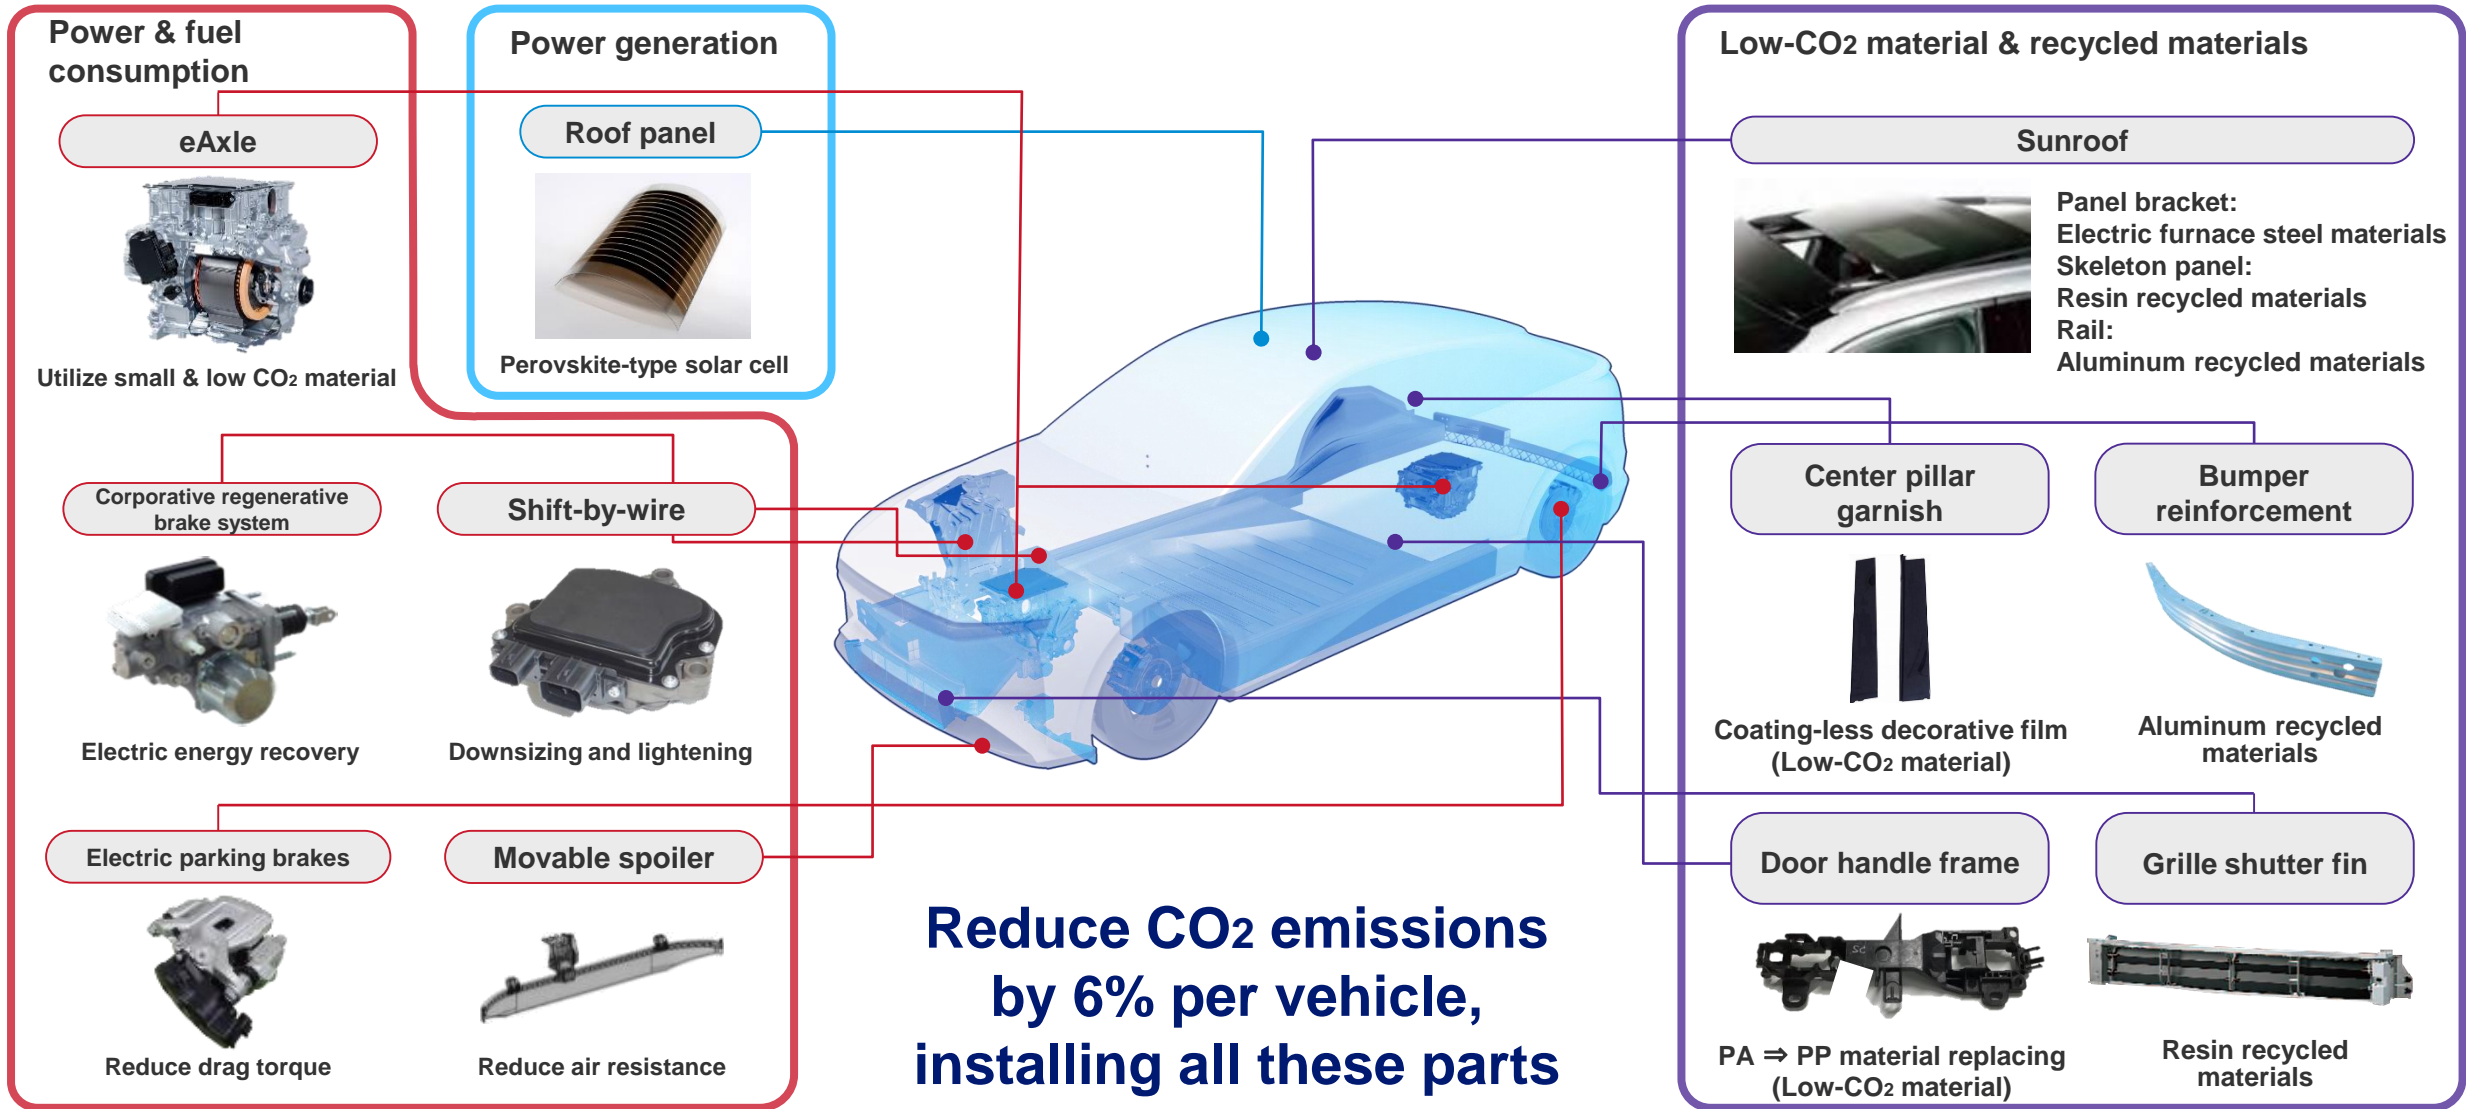 Power & fuel
consumption
eAxle
Utilize small & low CO2 material
Corporative regenerative
brake system
Electric energy recovery
Shift-by-wire
Downsizing and lightening
Electric parking brakes
Reduce drag torque
Movable spoiler
Reduce air resistance
Power generation
Roof panel
Perovskite-type solar cell
Reduce CO2 emissions
by 6% per vehicle,
installing all these parts
Low-CO2 material & recycled materials
Sunroof
Panel bracket:
Electric furnace steel materials
Skeleton panel:
Resin recycled materials
Rail:
Aluminum recycled materials
Center pillar
garnish
Coating-less decorative film
(Low-CO2 material)
Bumper
reinforcement
Aluminum recycled
materials
Door handle frame
PA ⇒ PP material replacing
(Low-CO2 material)
Grille shutter fin
Resin recycled
materials